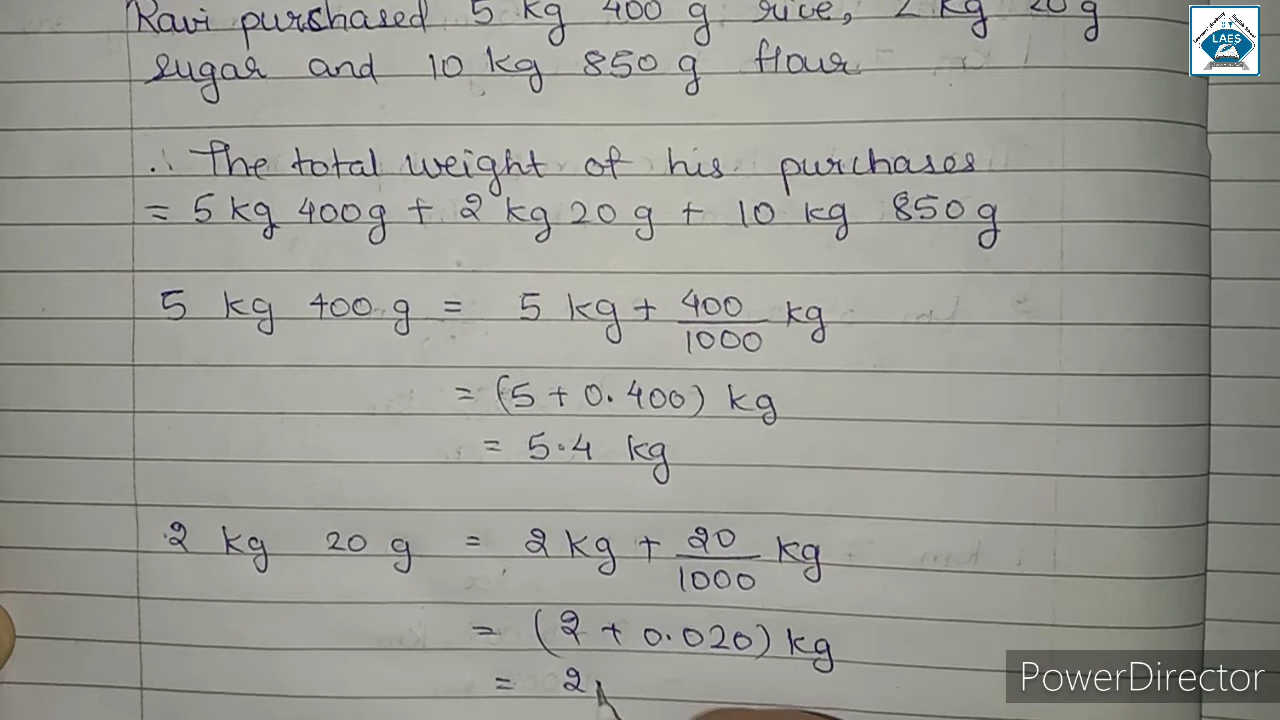 Ravi purchased 5 kg 400 g rice, 2 kg 20 g
LAES
sugar and 10 kg 850 g flour
∴ The total weight of his purchases
= 5 kg 400g + 2 kg 20 g + 10 kg 850 g
5 kg 400 g = 5 kg + 400/1000 kg
= (5 + 0.400) kg
= 5.4 kg
2 kg 20 g = 2 kg + 20/1000 kg
= (2 + 0.020) kg
= 2
PowerDirector